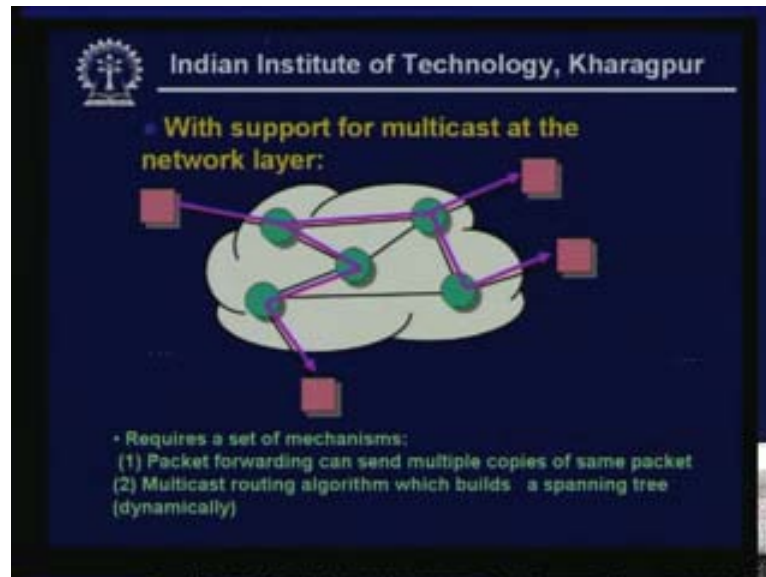 Indian Institute of Technology, Kharagpur
• With support for multicast at the
network layer:
• Requires a set of mechanisms:
(1) Packet forwarding can send multiple copies of same packet
(2) Multicast routing algorithm which builds a spanning tree
(dynamically)